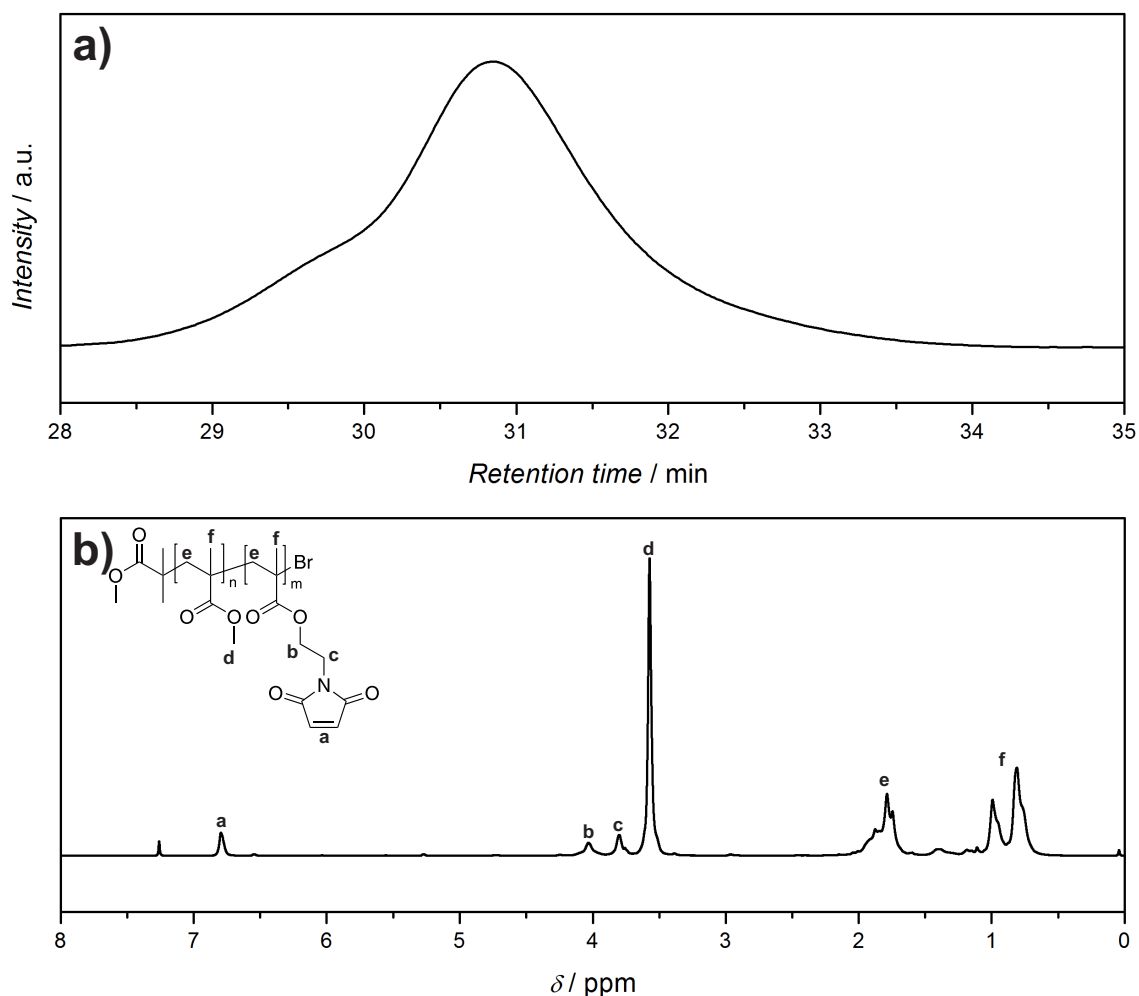 a)
Intensity / a.u.
28 29 30 31 32 33 34 35
Retention time / min
b)
O
O
e
f
e
f
Br
n
m
O
O
O
O
d
b
c
N
O
O
a
a
b
c
d
e
f
8 7 6 5 4 3 2 1 0
δ / ppm